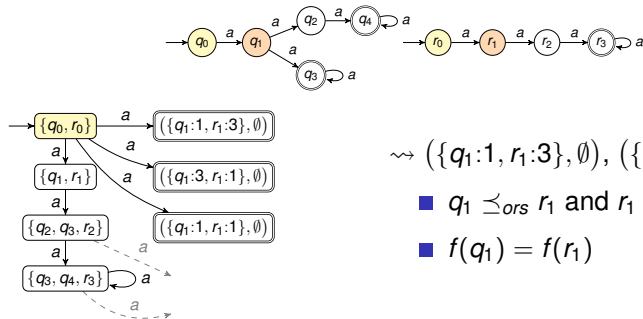 q₂ a q₄ a
a a
q₀ a q₁ r₀ a r₁ a r₂ a r₃ a
a q₃ a
{q₀, r₀} a ({q₁:1, r₁:3}, ∅)
a a
{q₁, r₁} a ({q₁:3, r₁:1}, ∅)
a
{q₂, q₃, r₂} ({q₁:1, r₁:1}, ∅)
a a
{q₃, q₄, r₃} a
a
⇝ ({q₁:1, r₁:3}, ∅), ({
■ q₁ ⪯ₒᵣₛ r₁ and r₁
■ f(q₁) = f(r₁)